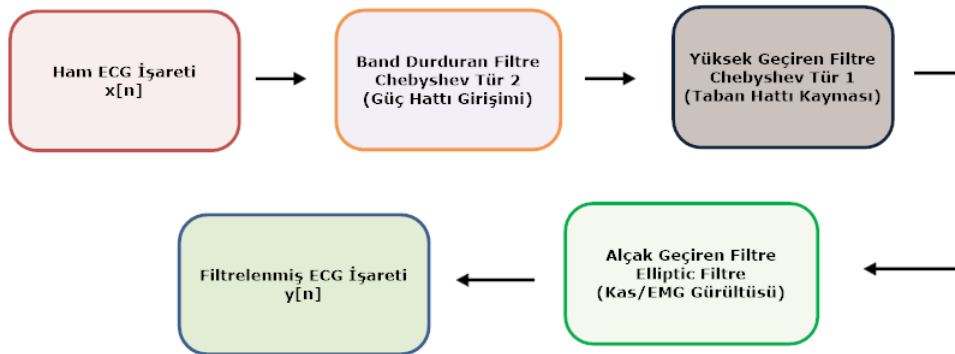 Ham ECG İşareti
x[n]
Band Durduran Filtre
Chebyshev Tür 2
(Güç Hattı Girişimi)
Yüksek Geçiren Filtre
Chebyshev Tür 1
(Taban Hattı Kayması)
Alçak Geçiren Filtre
Elliptic Filtre
(Kas/EMG Gürültüsü)
Filtrelenmiş ECG İşareti
y[n]